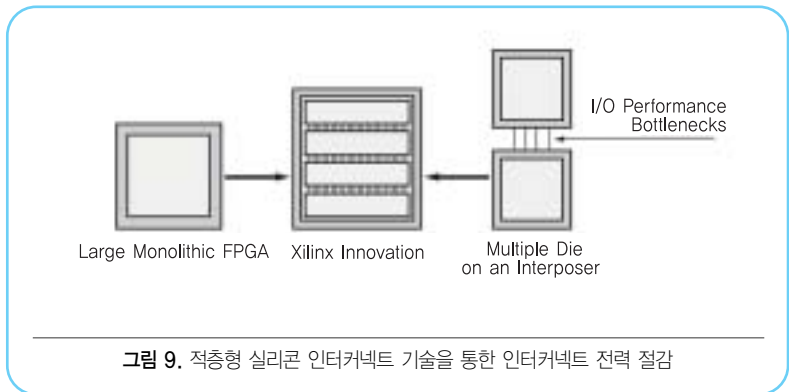 I/O Performance
Bottlenecks
Large Monolithic FPGA
Xilinx Innovation
Multiple Die
on an Interposer
그림 9. 적층형 실리콘 인터커넥트 기술을 통한 인터커넥트 전력 절감